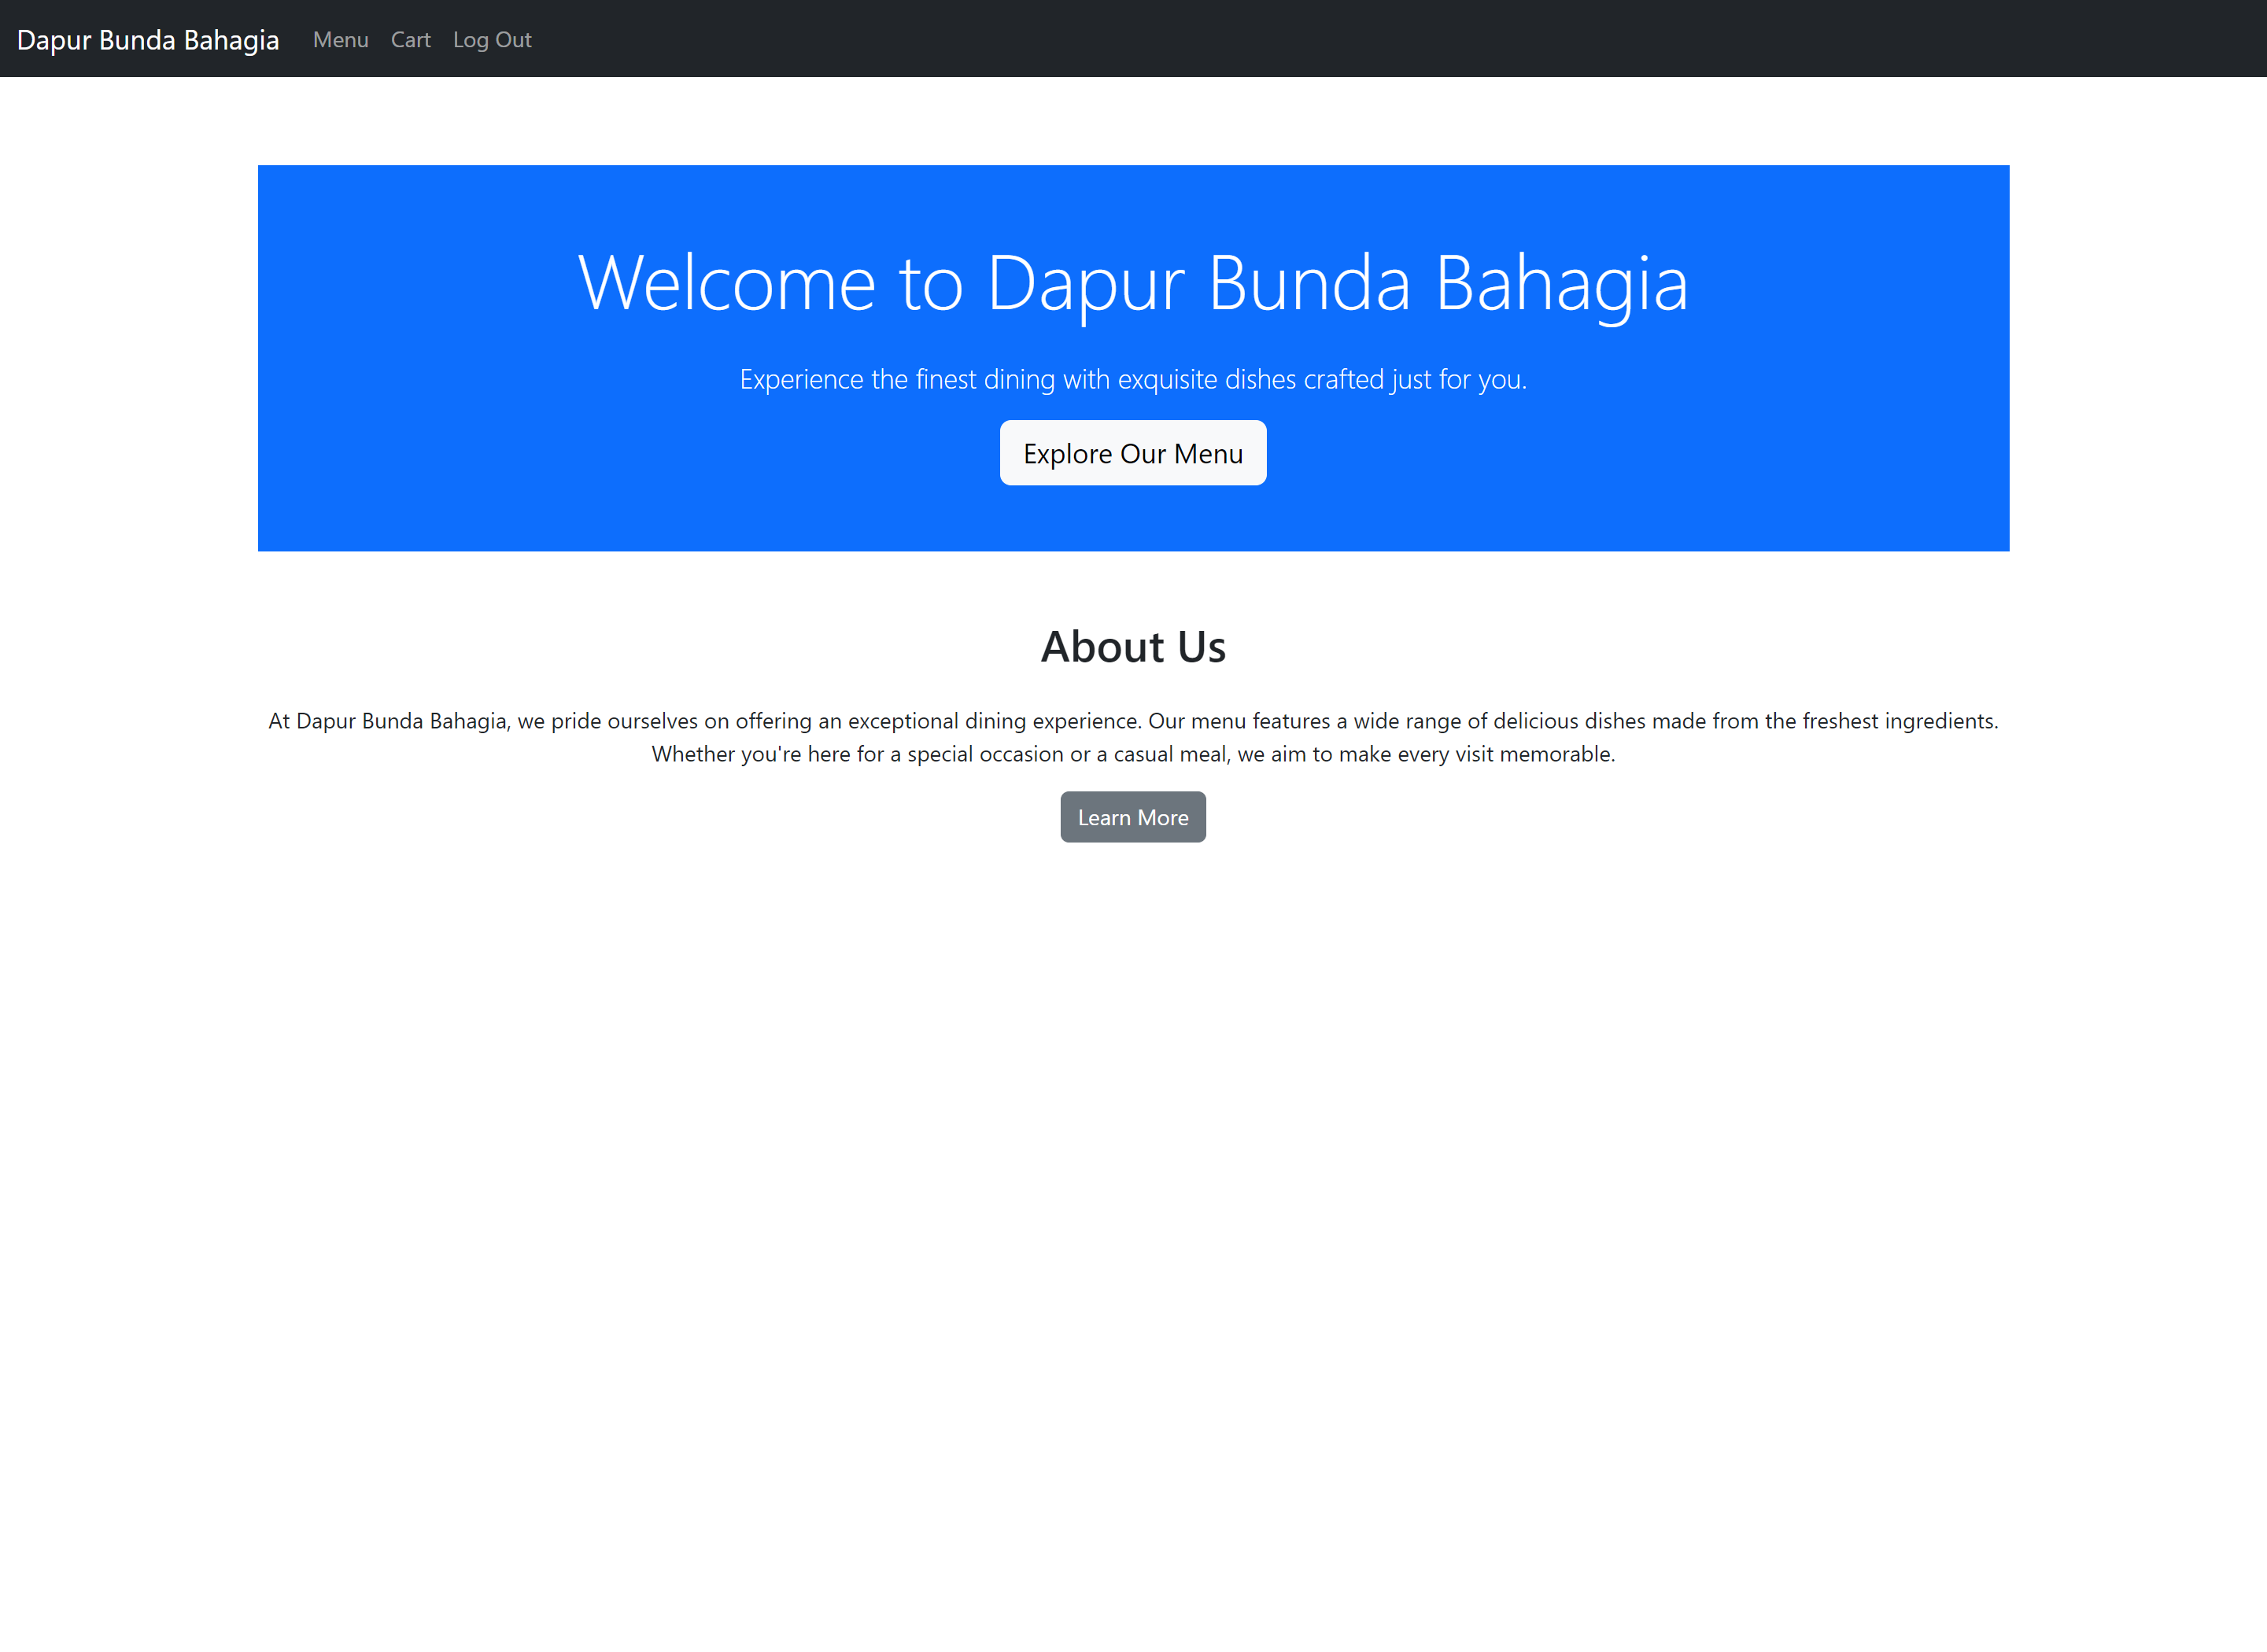 Dapur Bunda Bahagia Menu Cart Log Out
Welcome to Dapur Bunda Bahagia
Experience the finest dining with exquisite dishes crafted just for you.
Explore Our Menu
About Us
At Dapur Bunda Bahagia, we pride ourselves on offering an exceptional dining experience. Our menu features a wide range of delicious dishes made from the freshest ingredients.
Whether you're here for a special occasion or a casual meal, we aim to make every visit memorable.
Learn More